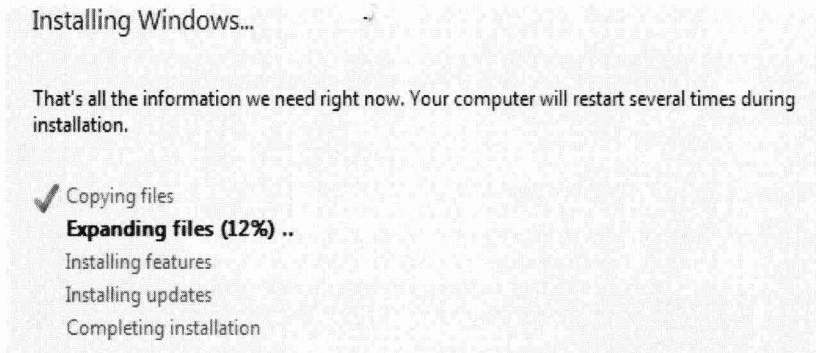 Installing Windows...
That's all the information we need right now. Your computer will restart several times during
installation.
Copying files
Expanding files (12%) ..
Installing features
Installing updates
Completing installation